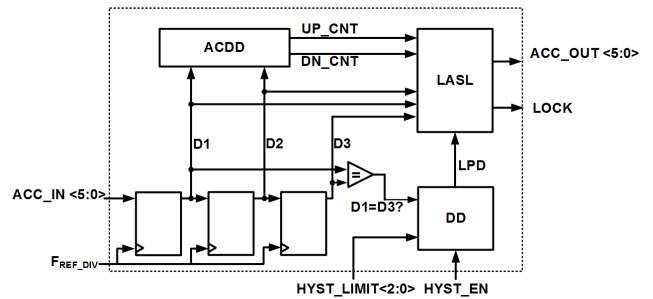 UP_CNT
ACDD
DN_CNT
LASL
ACC_OUT <5:0>
LOCK
D1
D2
D3
LPD
=
ACC_IN <5:0>
D1=D3?
DD
FREF_DIV
HYST_LIMIT<2:0>
HYST_EN